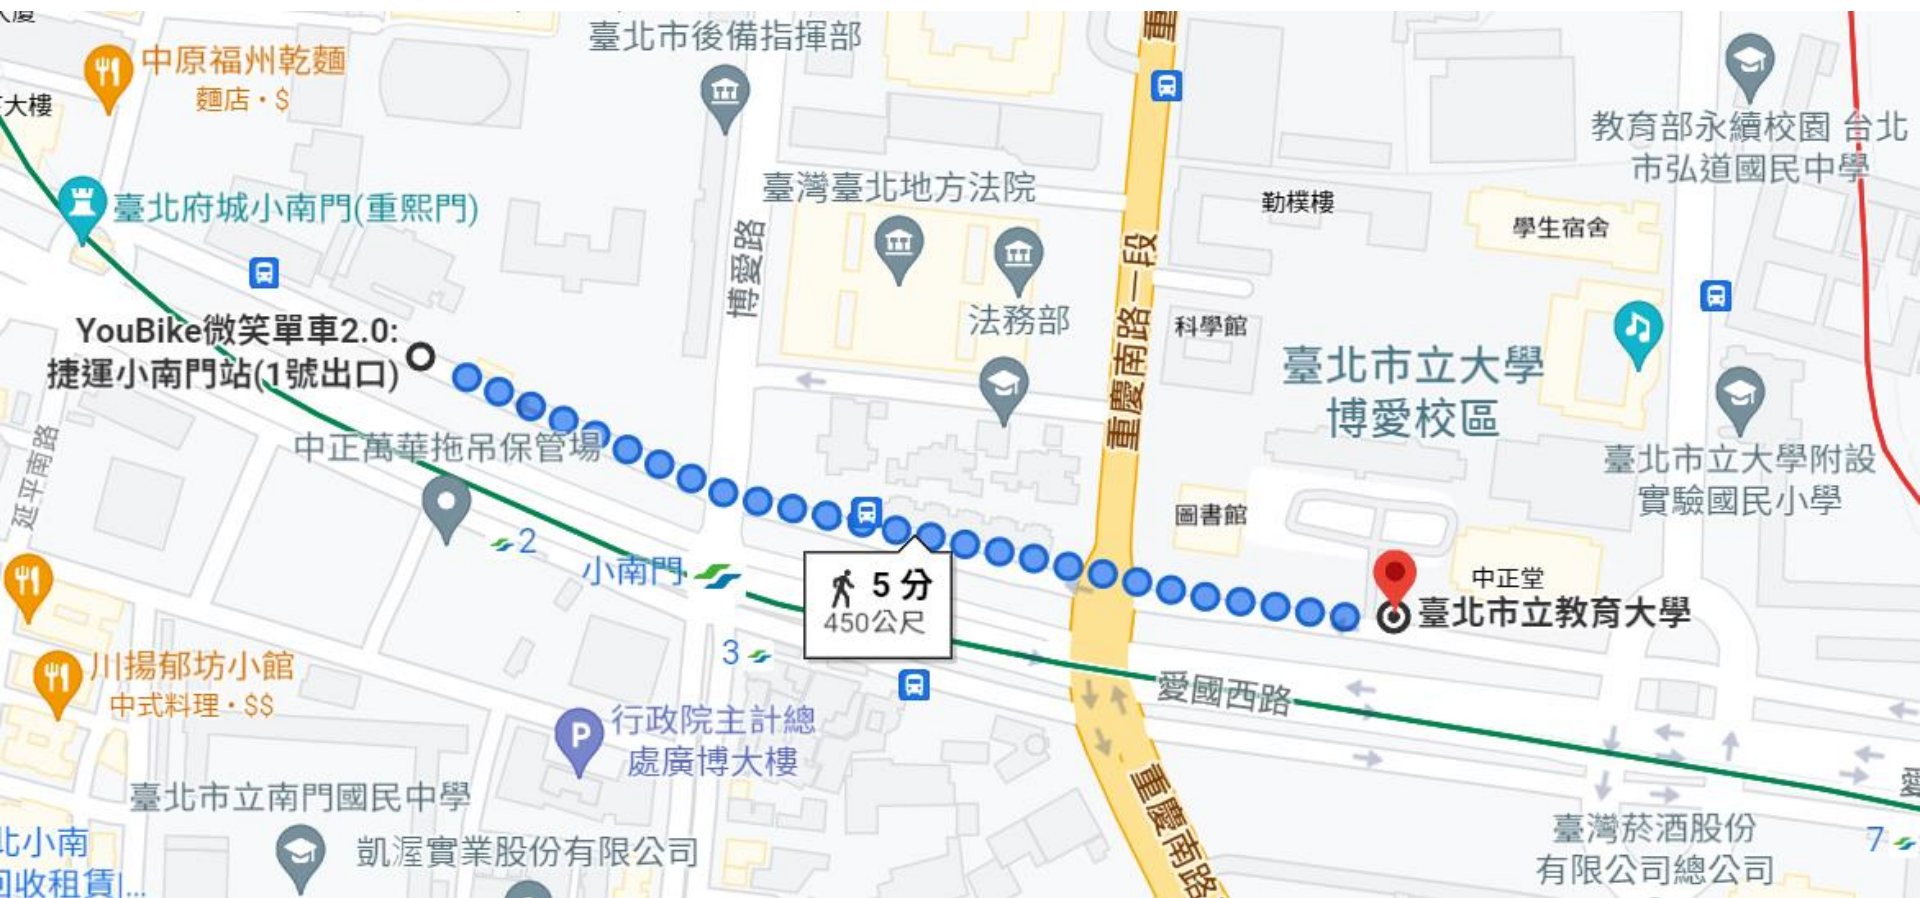 臺北市後備指揮部
重
中原福州乾麵
麵店・$
大樓
教育部永續校園 台北
市弘道國民中學
臺灣臺北地方法院
勤樸樓
臺北府城小南門(重熙門)
學生宿舍
博愛路
重慶南路一段
法務部
科學館
YouBike微笑單車2.0:
捷運小南門站(1號出口)
臺北市立大學
博愛校區
延平南路
中正萬華拖吊保管場
臺北市立大學附設
實驗國民小學
圖書館
2
小南門
5 分
450公尺
中正堂
臺北市立教育大學
3
川揚郁坊小館
中式料理・$$
愛國西路
P
行政院主計總
處廣博大樓
臺北市立南門國民中學
重慶南路
愛
臺灣菸酒股份
有限公司總公司
7
北小南
回收租賃|...
凱渥實業股份有限公司